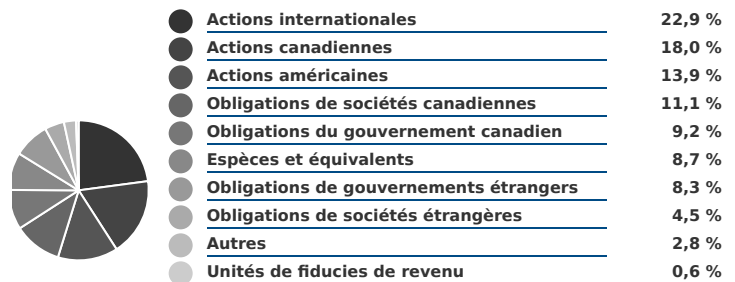 Actions internationales 22,9 %
Actions canadiennes 18,0 %
Actions américaines 13,9 %
Obligations de sociétés canadiennes 11,1 %
Obligations du gouvernement canadien 9,2 %
Espèces et équivalents 8,7 %
Obligations de gouvernements étrangers 8,3 %
Obligations de sociétés étrangères 4,5 %
Autres 2,8 %
Unités de fiducies de revenu 0,6 %